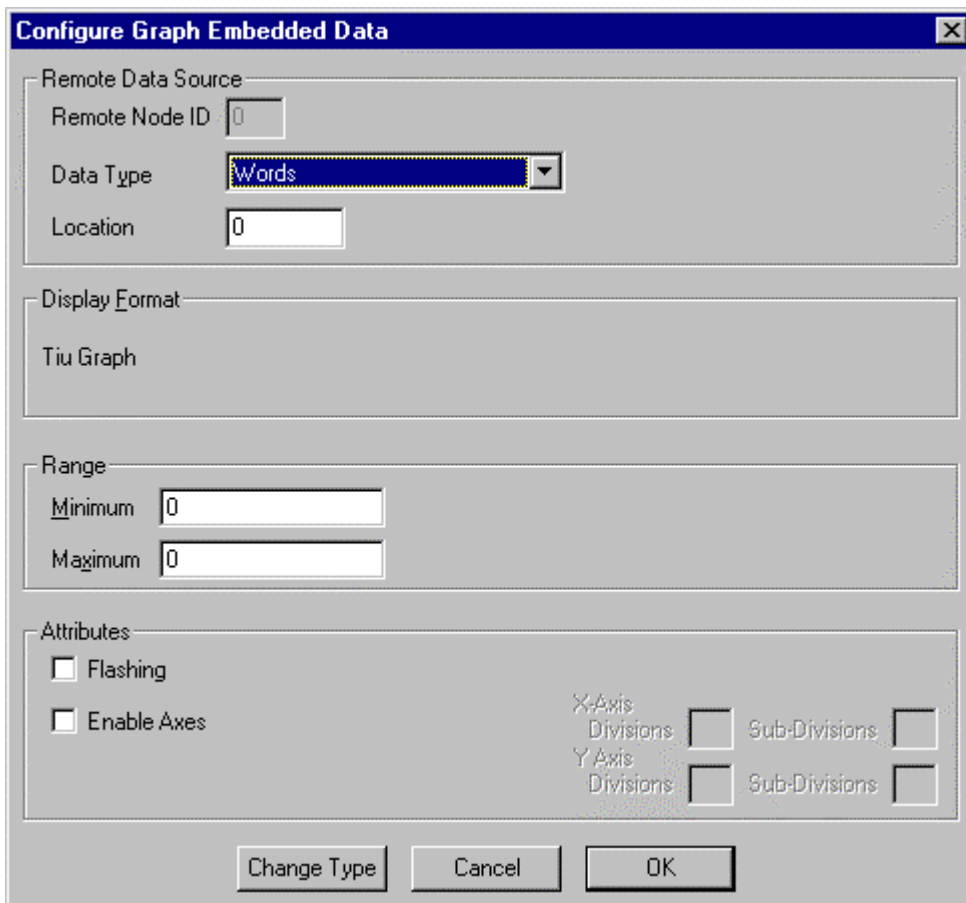 Configure Graph Embedded Data
Remote Data Source
Remote Node ID 0
Data Type Words
Location 0
Display Format
Tiu Graph
Range
Minimum 0
Maximum 0
Attributes
Flashing
Enable Axes
X-Axis
Divisions Sub-Divisions
Y Axis
Divisions Sub-Divisions
Change Type Cancel OK